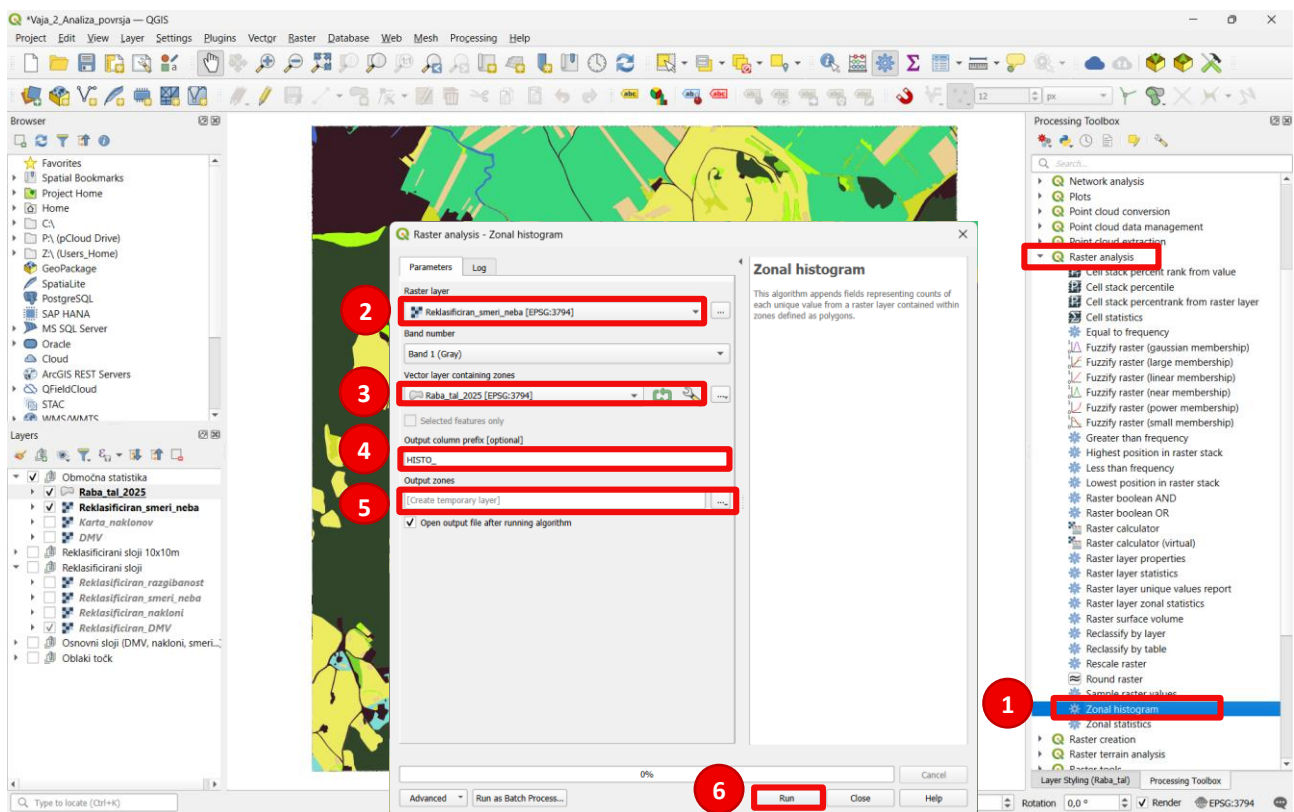 *Vaja_2_Analiza_povrsja — QGIS
Project Edit View Layer Settings Plugins Vector Raster Database Web Mesh Processing Help
abc abc abc 12 px
Browser
Favorites
Spatial Bookmarks
Project Home
Home
C:\
P:\ (pCloud Drive)
Z:\ (Users_Home)
GeoPackage
SpatiaLite
PostgreSQL
SAP HANA
MS SQL Server
Oracle
Cloud
ArcGIS REST Servers
QFieldCloud
STAC
WMS/WMTS
Layers
Območna statistika
Raba_tal_2025
Reklasificiran_smeri_neba
Karta_naklonov
DMV
Reklasificirani sloji 10x10m
Reklasificirani sloji
Reklasificiran_razgibanost
Reklasificiran_smeri_neba
Reklasificiran_nakloni
Reklasificiran_DMV
Osnovni sloji (DMV, nakloni, smeri...
Oblaki točk
Type to locate (Ctrl+K)
Raster analysis - Zonal histogram
Parameters Log
Raster layer
2
Reklasificiran_smeri_neba [EPSG:3794]
...
Band number
Band 1 (Gray)
Vector layer containing zones
3
Raba_tal_2025 [EPSG:3794]
...
Selected features only
4
Output column prefix [optional]
HISTO_
Output zones
5
[Create temporary layer]
...
Open output file after running algorithm
Zonal histogram
This algorithm appends fields representing counts of
each unique value from a raster layer contained within
zones defined as polygons.
0%
Cancel
Advanced Run as Batch Process...
6
Run Close Help
Processing Toolbox
Search...
Network analysis
Plots
Point cloud conversion
Point cloud data management
Point cloud extraction
Raster analysis
Cell stack percent rank from value
Cell stack percentile
Cell stack percentrank from raster layer
Cell statistics
Equal to frequency
Fuzzify raster (gaussian membership)
Fuzzify raster (large membership)
Fuzzify raster (linear membership)
Fuzzify raster (near membership)
Fuzzify raster (power membership)
Fuzzify raster (small membership)
Greater than frequency
Highest position in raster stack
Less than frequency
Lowest position in raster stack
Raster boolean AND
Raster boolean OR
Raster calculator
Raster calculator (virtual)
Raster layer properties
Raster layer statistics
Raster layer unique values report
Raster layer zonal statistics
Raster surface volume
Reclassify by layer
Reclassify by table
Rescale raster
Round raster
Sample raster values
1
Zonal histogram
Zonal statistics
Raster creation
Raster terrain analysis
Raster tools
Layer Styling (Raba_tal) Processing Toolbox
Rotation 0,0 ° Render EPSG:3794